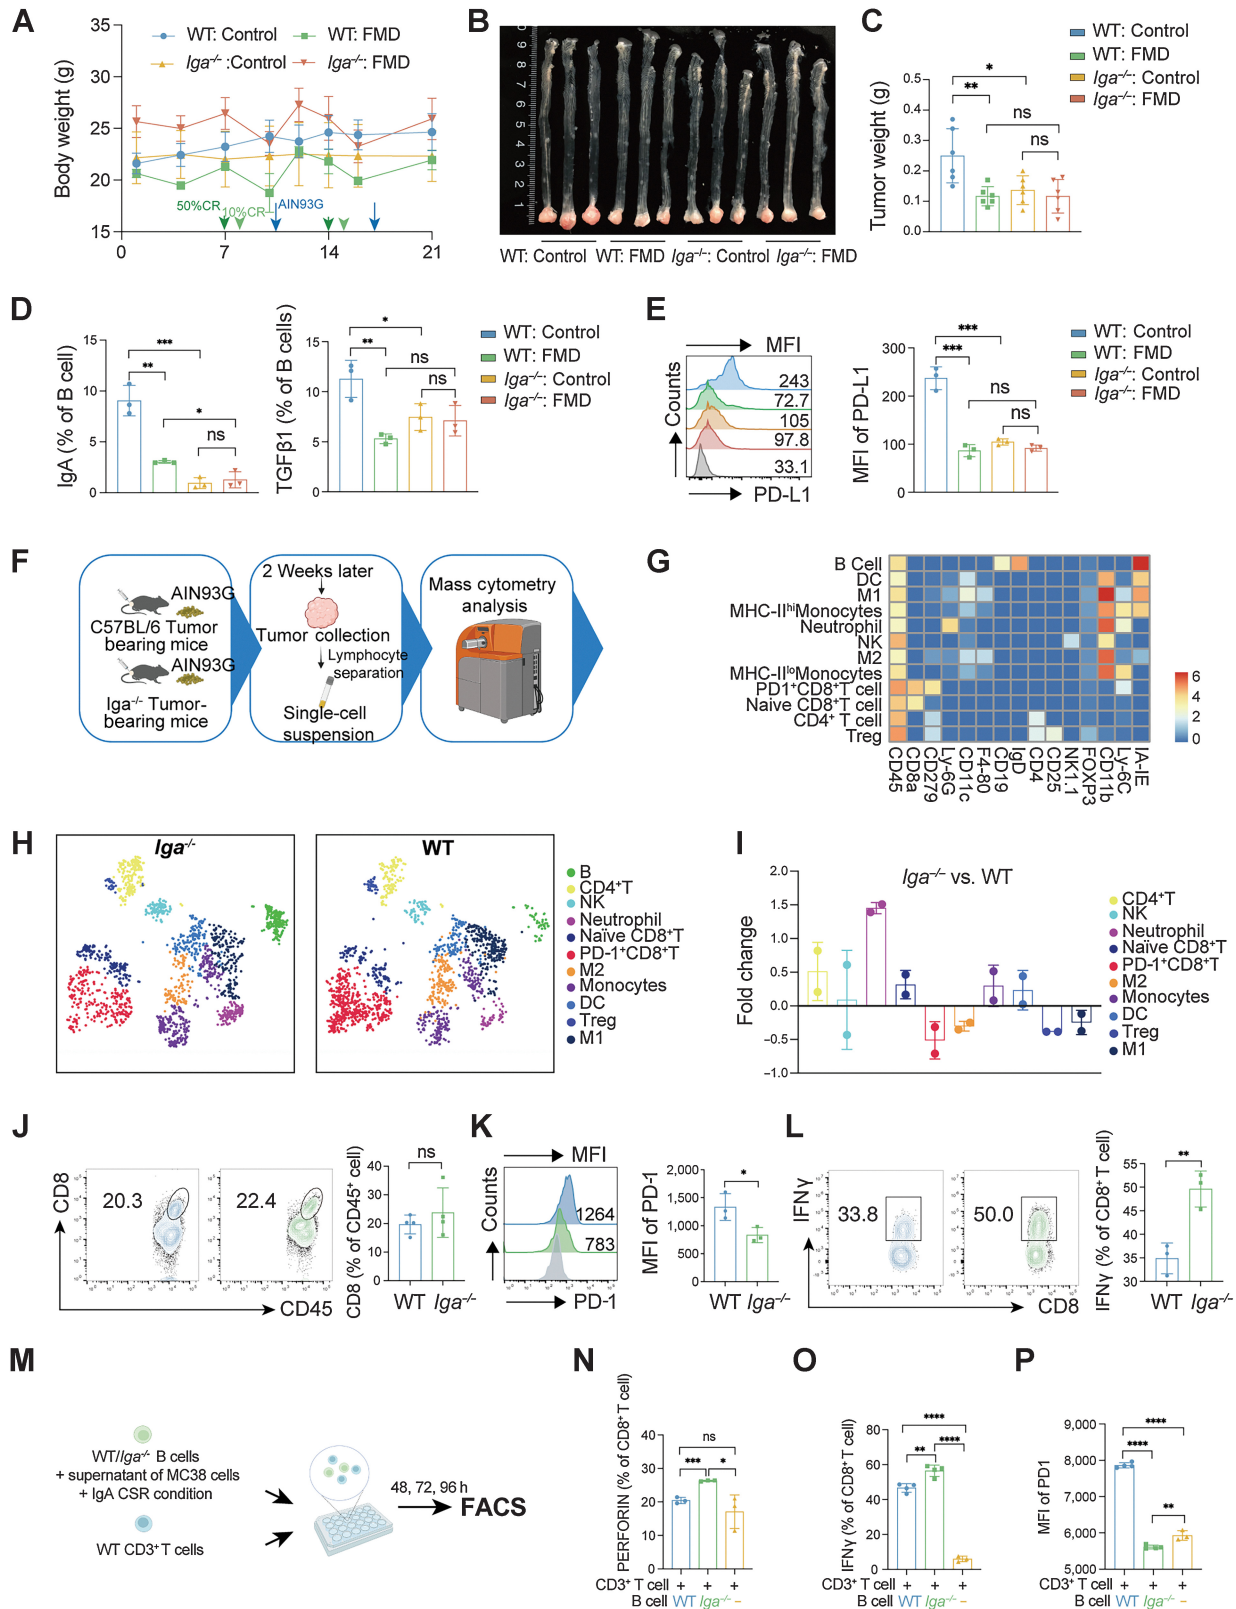 A
35
30
25
20
15
Body weight (g)
WT: Control
WT: FMD
Iga–/– :Control
Iga–/–: FMD
50%CR
10%CR
AIN93G
0
7
14
21
B
9
8
7
6
5
4
3
2
1
WT: Control WT: FMD Iga–/–: Control Iga–/–: FMD
C
WT: Control
WT: FMD
Iga–/–: Control
Iga–/–: FMD
Tumor weight (g)
0.5
0.4
0.3
0.2
0.1
0.0
*
**
ns
ns
D
IgA (% of B cell)
15
10
5
0
***
**
*
ns
TGFβ1 (% of B cells)
15
10
5
0
*
**
ns
ns
WT: Control
WT: FMD
Iga–/–: Control
Iga–/–: FMD
E
MFI
Counts
243
72.7
105
97.8
33.1
PD-L1
MFI of PD-L1
300
200
100
0
***
***
ns
ns
WT: Control
WT: FMD
Iga–/–: Control
Iga–/–: FMD
F
AIN93G
C57BL/6 Tumor
bearing mice
AIN93G
Iga–/– Tumor-
bearing mice
2 Weeks later
Tumor collection
Lymphocyte
separation
Single-cell
suspension
Mass cytometry
analysis
G
B Cell
DC
M1
MHC-IIhiMonocytes
Neutrophil
NK
M2
MHC-IIloMonocytes
PD1+CD8+T cell
Naive CD8+T cell
CD4+ T cell
Treg
CD45
CD8a
CD279
Ly-6G
CD11c
F4-80
CD19
IgD
CD4
CD25
NK1.1
FOXP3
CD11b
Ly-6C
IA-IE
6
4
2
0
H
Iga-/-
WT
B
CD4+T
NK
Neutrophil
Naïve CD8+T
PD-1+CD8+T
M2
Monocytes
DC
Treg
M1
I
Iga–/– vs. WT
Fold change
2.0
1.5
1.0
0.5
0.0
–0.5
–1.0
CD4+T
NK
Neutrophil
Naïve CD8+T
PD-1+CD8+T
M2
Monocytes
DC
Treg
M1
J
CD8
20.3
22.4
CD45
CD8 (% of CD45+ cell)
40
30
20
10
0
ns
WT Iga–/–
K
MFI
Counts
1264
783
PD-1
MFI of PD-1
2,000
1,500
1,000
500
0
*
WT Iga–/–
L
IFNγ
33.8
50.0
CD8
IFNγ (% of CD8+ T cell)
55
50
45
40
35
30
**
WT Iga–/–
M
WT/Iga–/– B cells
+ supernatant of MC38 cells
+ IgA CSR condition
WT CD3+ T cells
48, 72, 96 h
FACS
N
PERFORIN (% of CD8+ T cell)
40
30
20
10
0
ns
***
*
CD3+ T cell + + +
B cell WT Iga–/– –
O
IFNγ (% of CD8+ T cell)
80
60
40
20
0
****
****
**
CD3+ T cell + + +
B cell WT Iga–/– –
P
MFI of PD1
9,000
8,000
7,000
6,000
5,000
****
****
**
CD3+ T cell + + +
B cell WT Iga–/– –